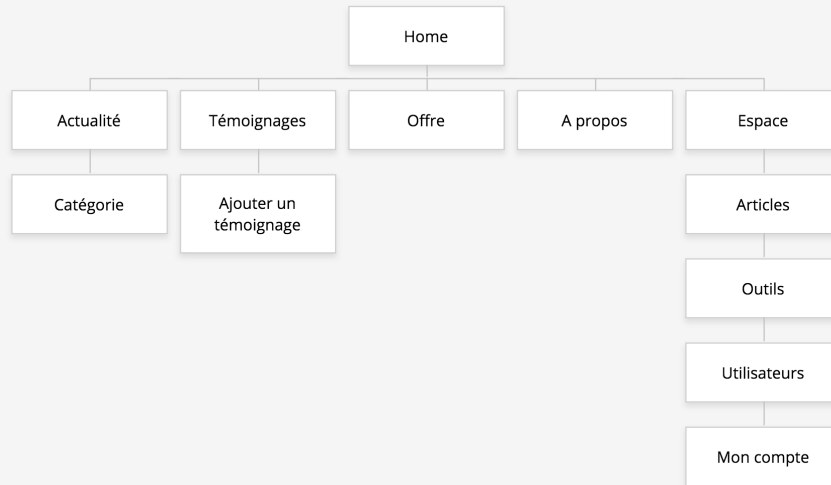 Home
Actualité
Témoignages
Offre
A propos
Espace
Catégorie
Ajouter un
témoignage
Articles
Outils
Utilisateurs
Mon compte